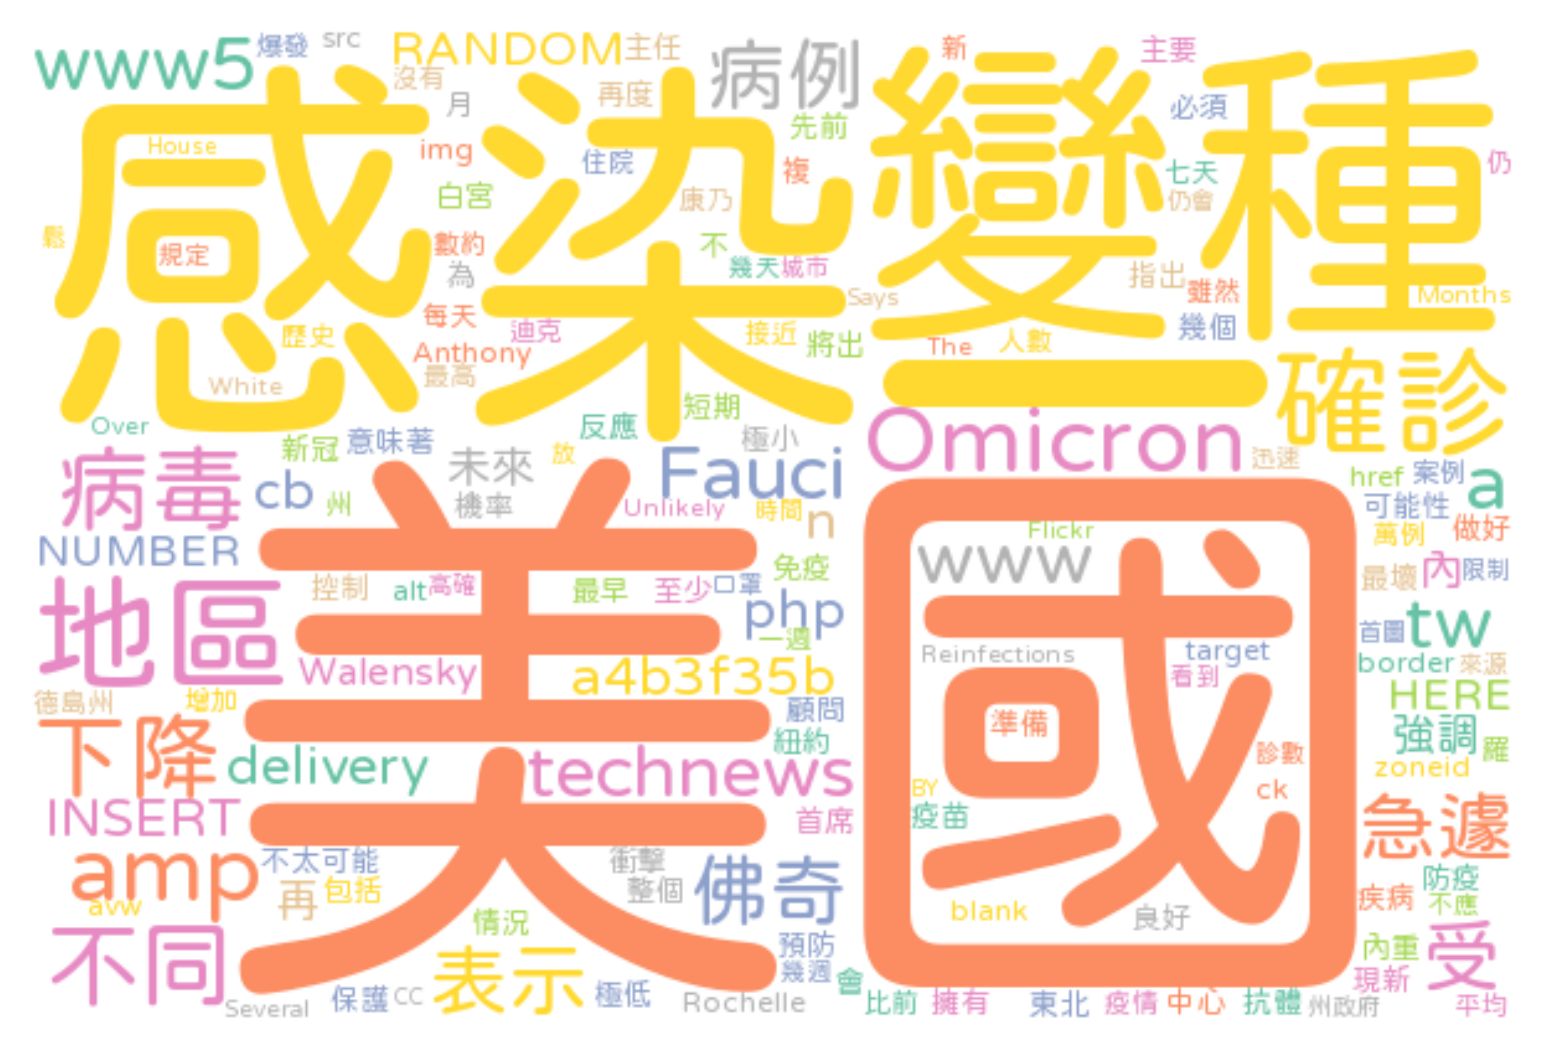 www5 爆發 src RANDOM 主任 病例 新 主要
沒有 月 再度 先前 必須
感染 變種
House img 住院 複 七天 仍
白宮 康乃 仍會
鬆 規定 數約 不
為 幾天 城市 指出 雖然
每天 Says Months
歷史 迪克 接近 將出 幾個
Anthony The 人數
White 最高 一 確診
Over 短期 Omicron
新冠 意味著 反應 極小
病毒 cb 州 未來 放 Fauci 迅速 href 案例 a
機率 Unlikely 時間 n 可能性
NUMBER Flickr 萬例 做好
美國
控制 alt 高確 最早 至少 口罩 免疫 www 最壞 內 限制
地區 php 一週 首圖 tw
Walensky a4b3f35b Reinfections target border 來源
德島州 增加 顧問 看到 HERE
下降 delivery 紐約 準備 強調 羅
technews 診數 zoneid
INSERT 首席 BY ck
疫苗 急遽
amp 不太可能 衝擊
avw 再 包括 整個 佛奇 防疫
疾病 不應
不同 情況 blank 良好
表示 預防 內重 受
幾週 會 現新
Several 保護 CC 極低 Rochelle 比前 擁有 東北 疫情 中心 抗體 州政府 平均